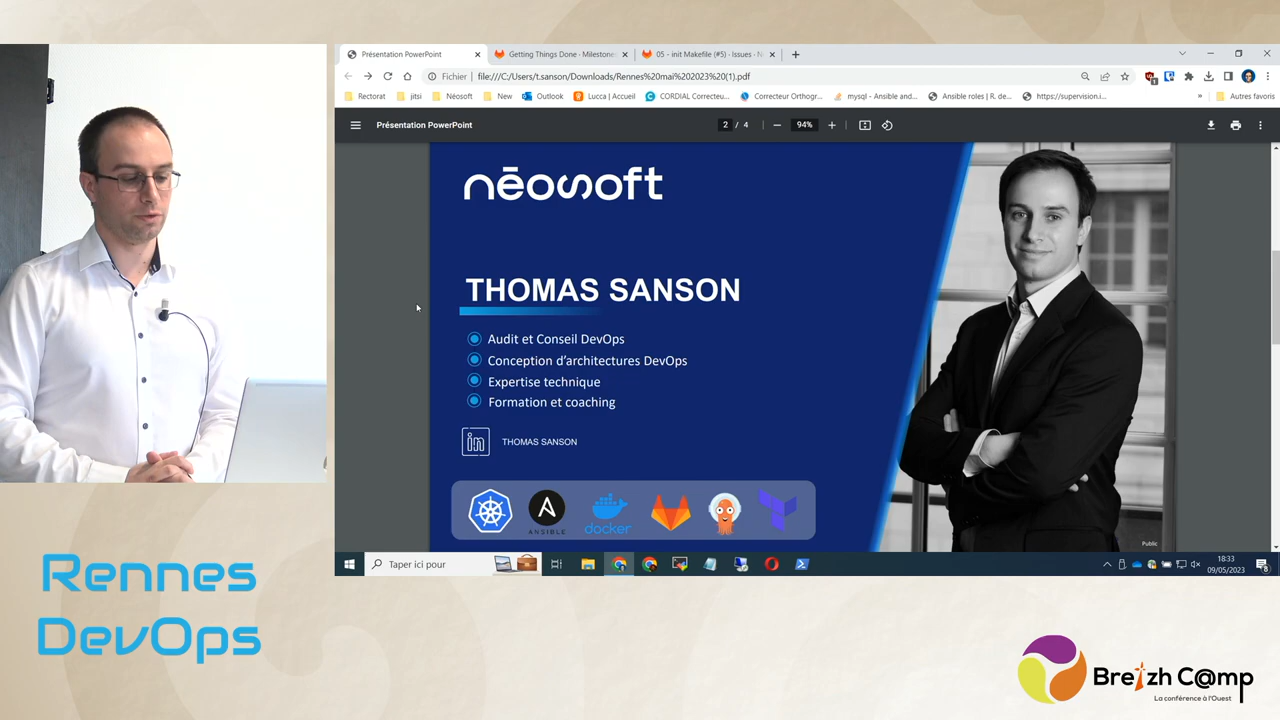 Présentation PowerPoint
Getting Things Done - Milestones
05 - init Makefile (#5) - Issues - N
Fichier
file:///C:/Users/t.sanson/Downloads/Rennes%20mai%202023%20(1).pdf
Rectorat
jitsi
Néosoft
New
Outlook
Lucca | Accueil
CORDIAL Correcteu...
Correcteur Orthogr...
mysql - Ansible and...
Ansible roles | R. de...
https://supervision.i...
»
Autres favoris
Présentation PowerPoint
2 / 4
94%
nēosoft
THOMAS SANSON
Audit et Conseil DevOps
Conception d’architectures DevOps
Expertise technique
Formation et coaching
in
THOMAS SANSON
ANSIBLE
docker
Public
Taper ici pour
18:33
09/05/2023
Rennes
DevOps
Breizh C@mp
La conférence à l'Ouest